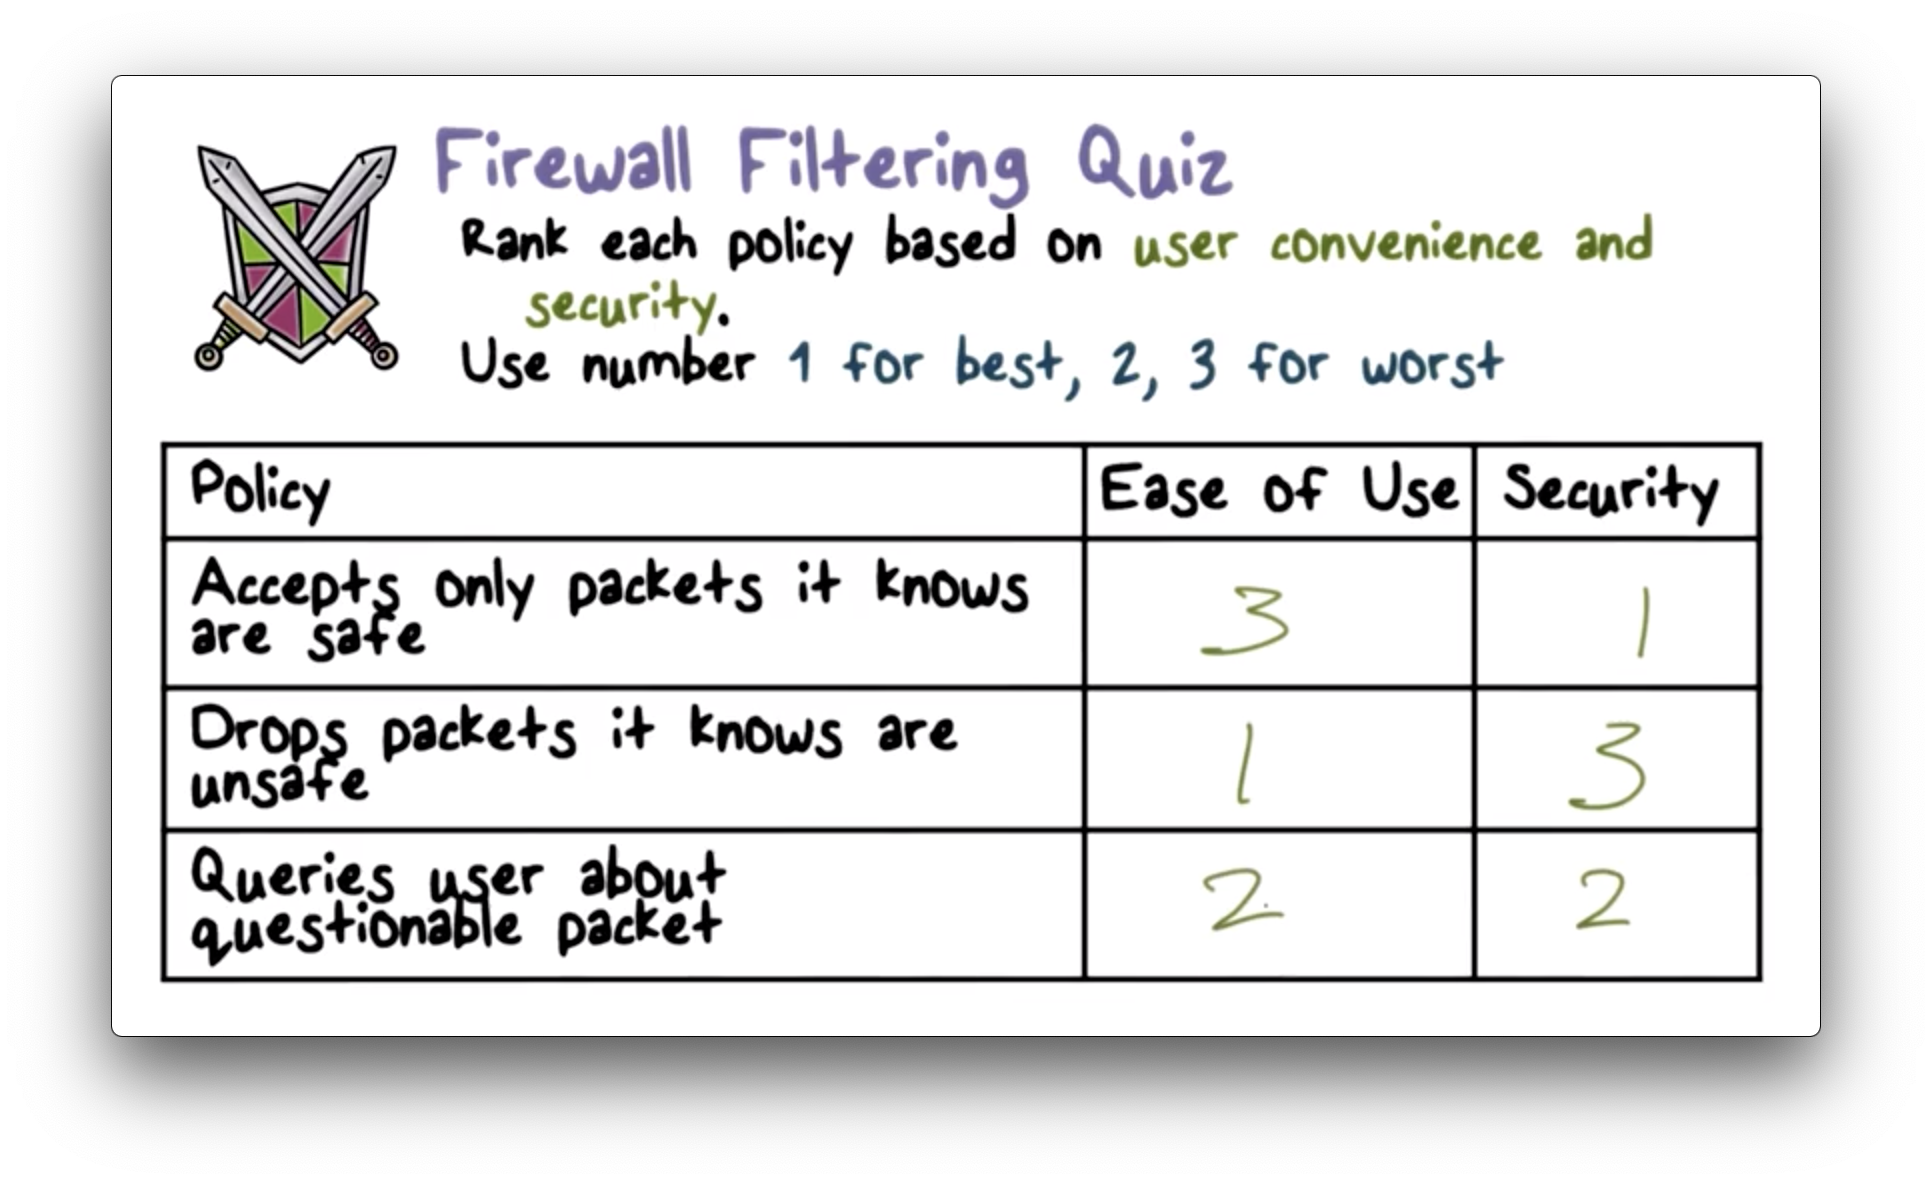 Firewall Filtering Quiz
Rank each policy based on user convenience and
security.
Use number 1 for best, 2, 3 for worst
Policy Ease of Use Security
Accepts only packets it knows
are safe 3 1
Drops packets it knows are
unsafe 1 3
Queries user about
questionable packet 2 2